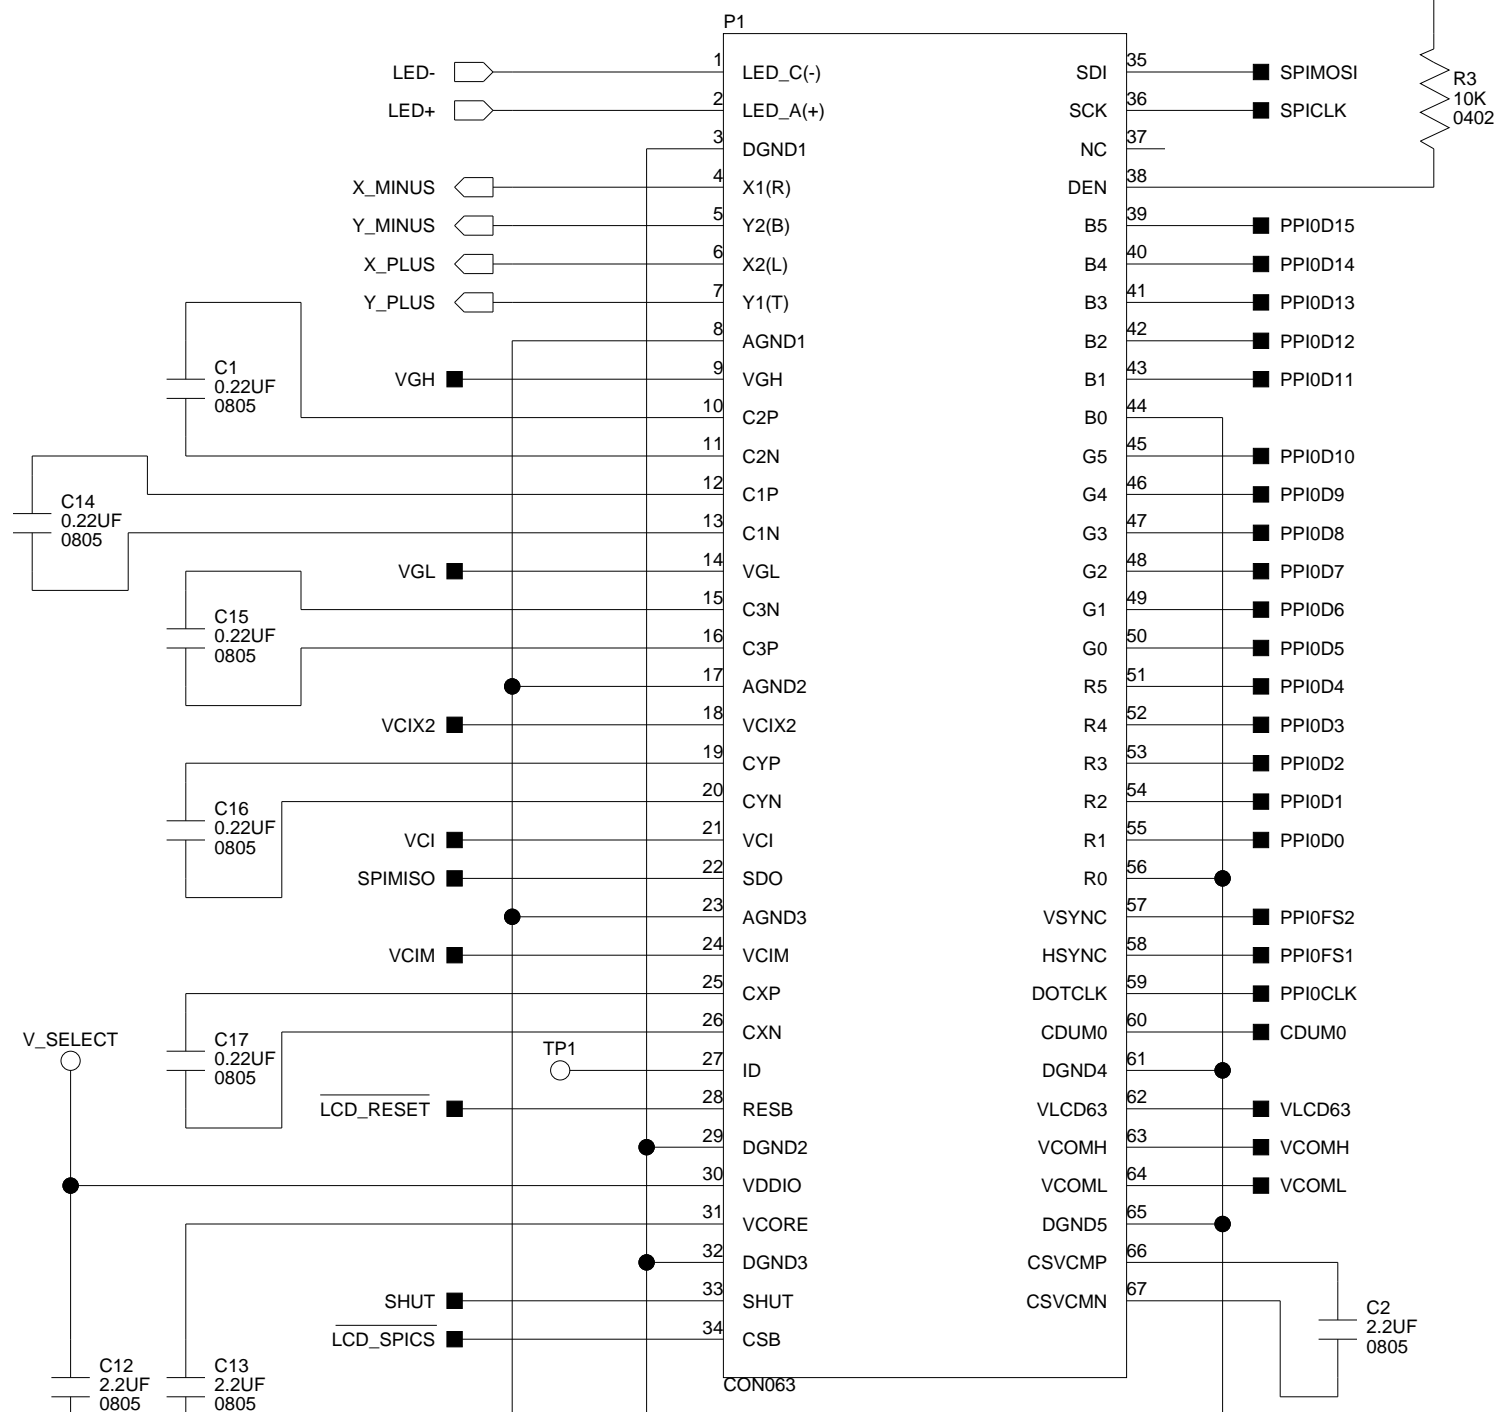 P1
LED- 1 LED_C(-) SDI 35 SPIMOSI
LED+ 2 LED_A(+) SCK 36 SPICLK
R3
10K
0402
3 DGND1 NC 37
X_MINUS 4 X1(R) DEN 38
Y_MINUS 5 Y2(B) B5 39 PPI0D15
X_PLUS 6 X2(L) B4 40 PPI0D14
Y_PLUS 7 Y1(T) B3 41 PPI0D13
8 AGND1 B2 42 PPI0D12
C1
0.22UF
0805
VGH 9 VGH B1 43 PPI0D11
10 C2P B0 44
11 C2N G5 45 PPI0D10
12 C1P G4 46 PPI0D9
C14
0.22UF
0805
13 C1N G3 47 PPI0D8
VGL 14 VGL G2 48 PPI0D7
15 C3N G1 49 PPI0D6
C15
0.22UF
0805
16 C3P G0 50 PPI0D5
17 AGND2 R5 51 PPI0D4
VCIX2 18 VCIX2 R4 52 PPI0D3
19 CYP R3 53 PPI0D2
20 CYN R2 54 PPI0D1
C16
0.22UF
0805
VCI 21 VCI R1 55 PPI0D0
SPIMISO 22 SDO R0 56
23 AGND3 VSYNC 57 PPI0FS2
VCIM 24 VCIM HSYNC 58 PPI0FS1
25 CXP DOTCLK 59 PPI0CLK
26 CXN CDUM0 60 CDUM0
V_SELECT
C17
0.22UF
0805
TP1 27 ID DGND4 61
LCD_RESET 28 RESB VLCD63 62 VLCD63
29 DGND2 VCOMH 63 VCOMH
30 VDDIO VCOML 64 VCOML
31 VCORE DGND5 65
32 DGND3 CSVCMP 66
SHUT 33 SHUT CSVCMN 67
LCD_SPICS 34 CSB
C2
2.2UF
0805
C12
2.2UF
0805
C13
2.2UF
0805
CON063